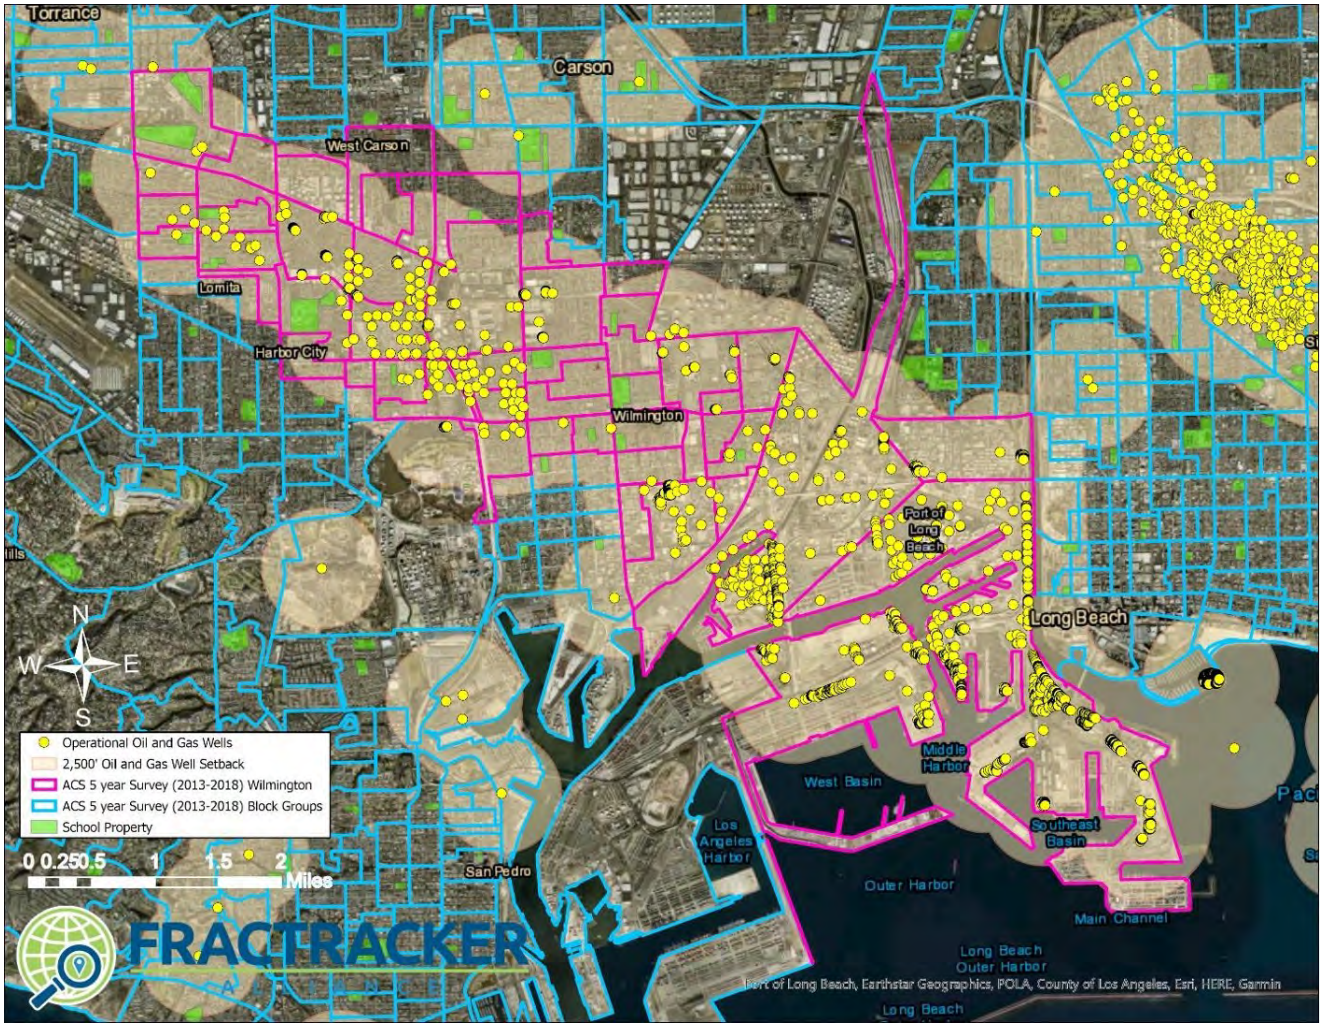 Torrance
Carson
West Carson
Lomita
Harbor City
Wilmington
Port of
Long
Beach
ills
N
W
E
S
Long Beach
Operational Oil and Gas Wells
2,500' Oil and Gas Well Setback
ACS 5 year Survey (2013-2018) Wilmington
ACS 5 year Survey (2013-2018) Block Groups
School Property
0 0.250.5 1 1.5 2
Miles
Middle
Harbor
West Basin
Paci
Los
Angeles
Harbor
Southeast
Basin
San Pedro
Outer Harbor
Main Channel
FRACTRACKER
ALLIANCE
Long Beach
Outer Harbor
Port of Long Beach, Earthstar Geographics, POLA, County of Los Angeles, Esri, HERE, Garmin
Long Beach